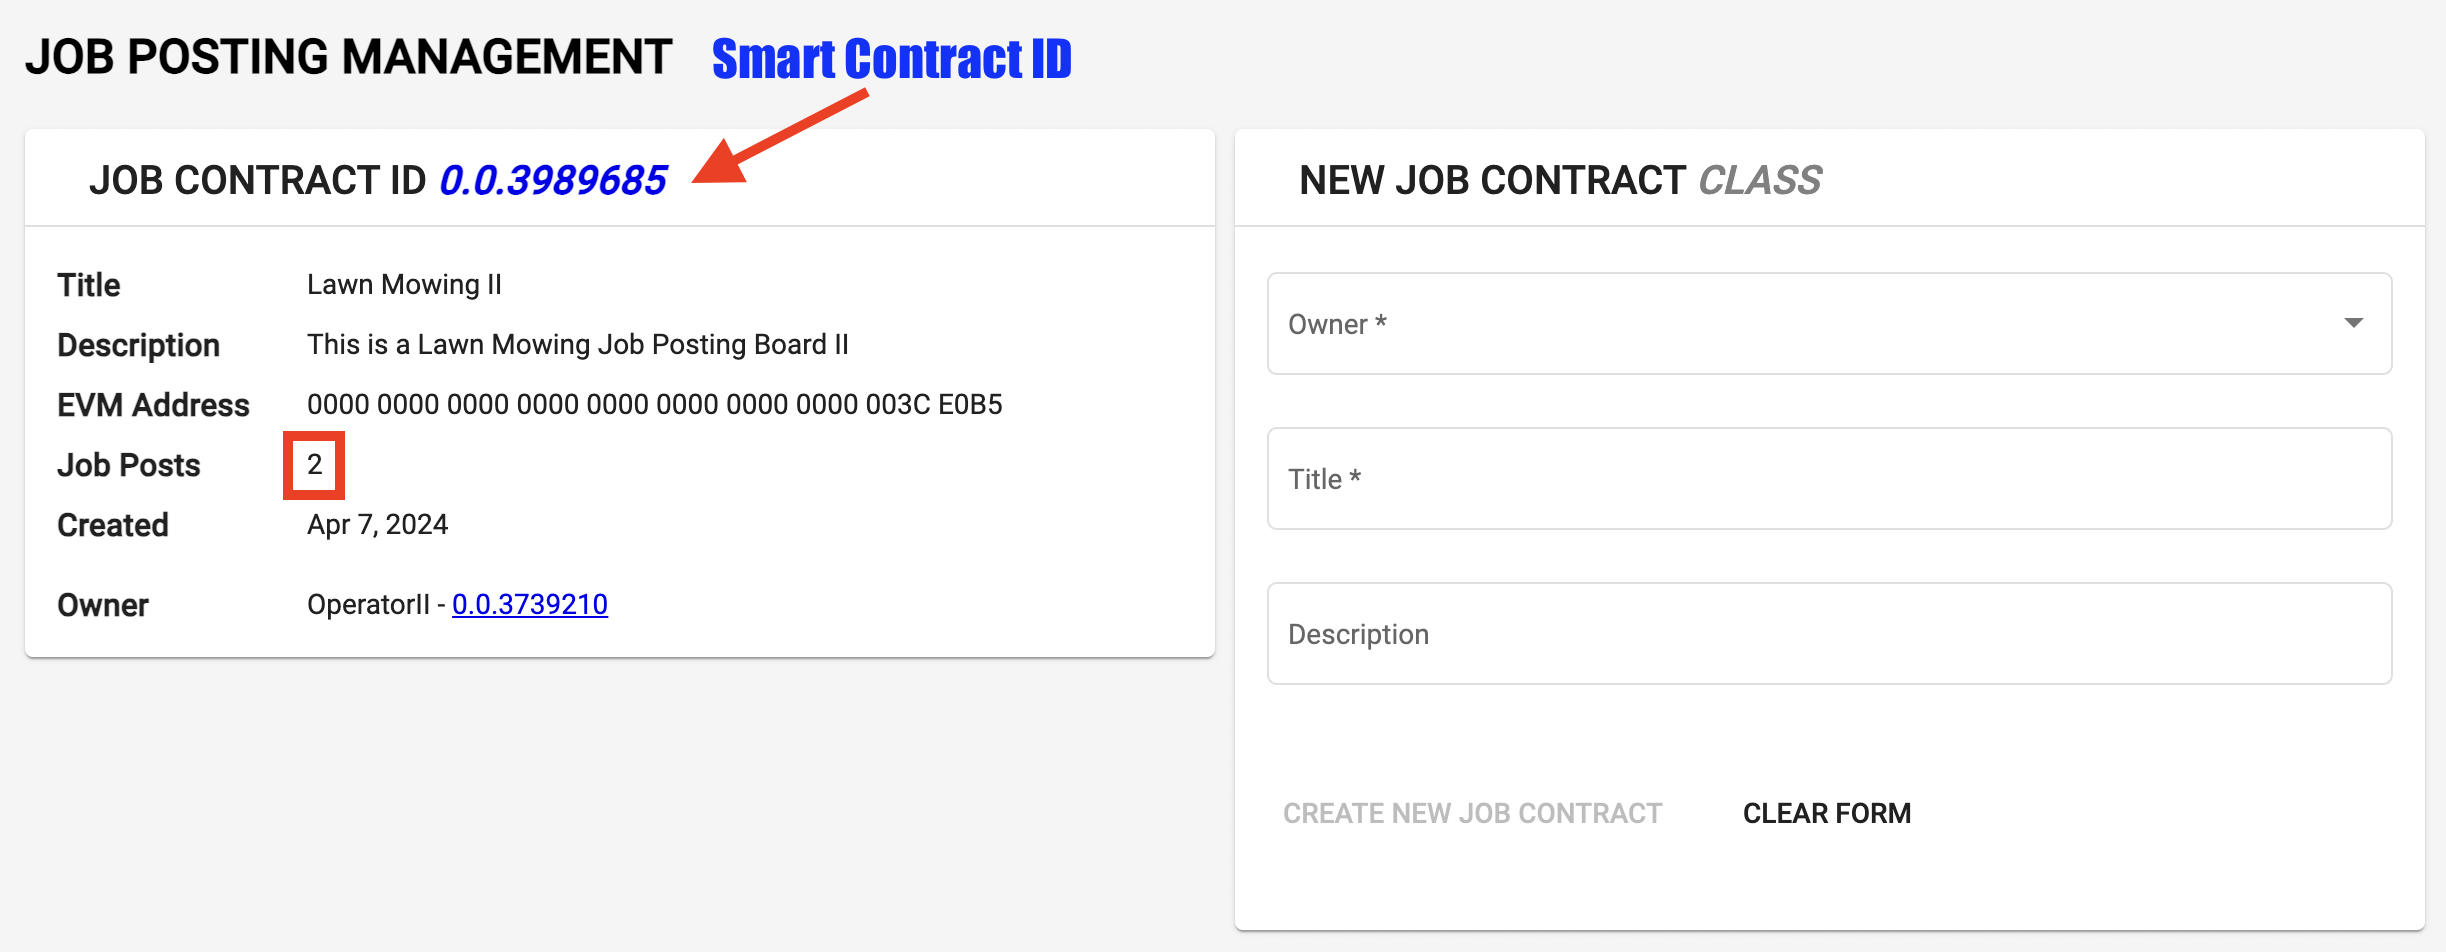 JOB POSTING MANAGEMENT Smart Contract ID
JOB CONTRACT ID 0.0.3989685
Title Lawn Mowing II
Description This is a Lawn Mowing Job Posting Board II
EVM Address 0000 0000 0000 0000 0000 0000 0000 0000 003C E0B5
Job Posts 2
Created Apr 7, 2024
Owner OperatorII - 0.0.3739210
NEW JOB CONTRACT CLASS
Owner *
Title *
Description
CREATE NEW JOB CONTRACT CLEAR FORM